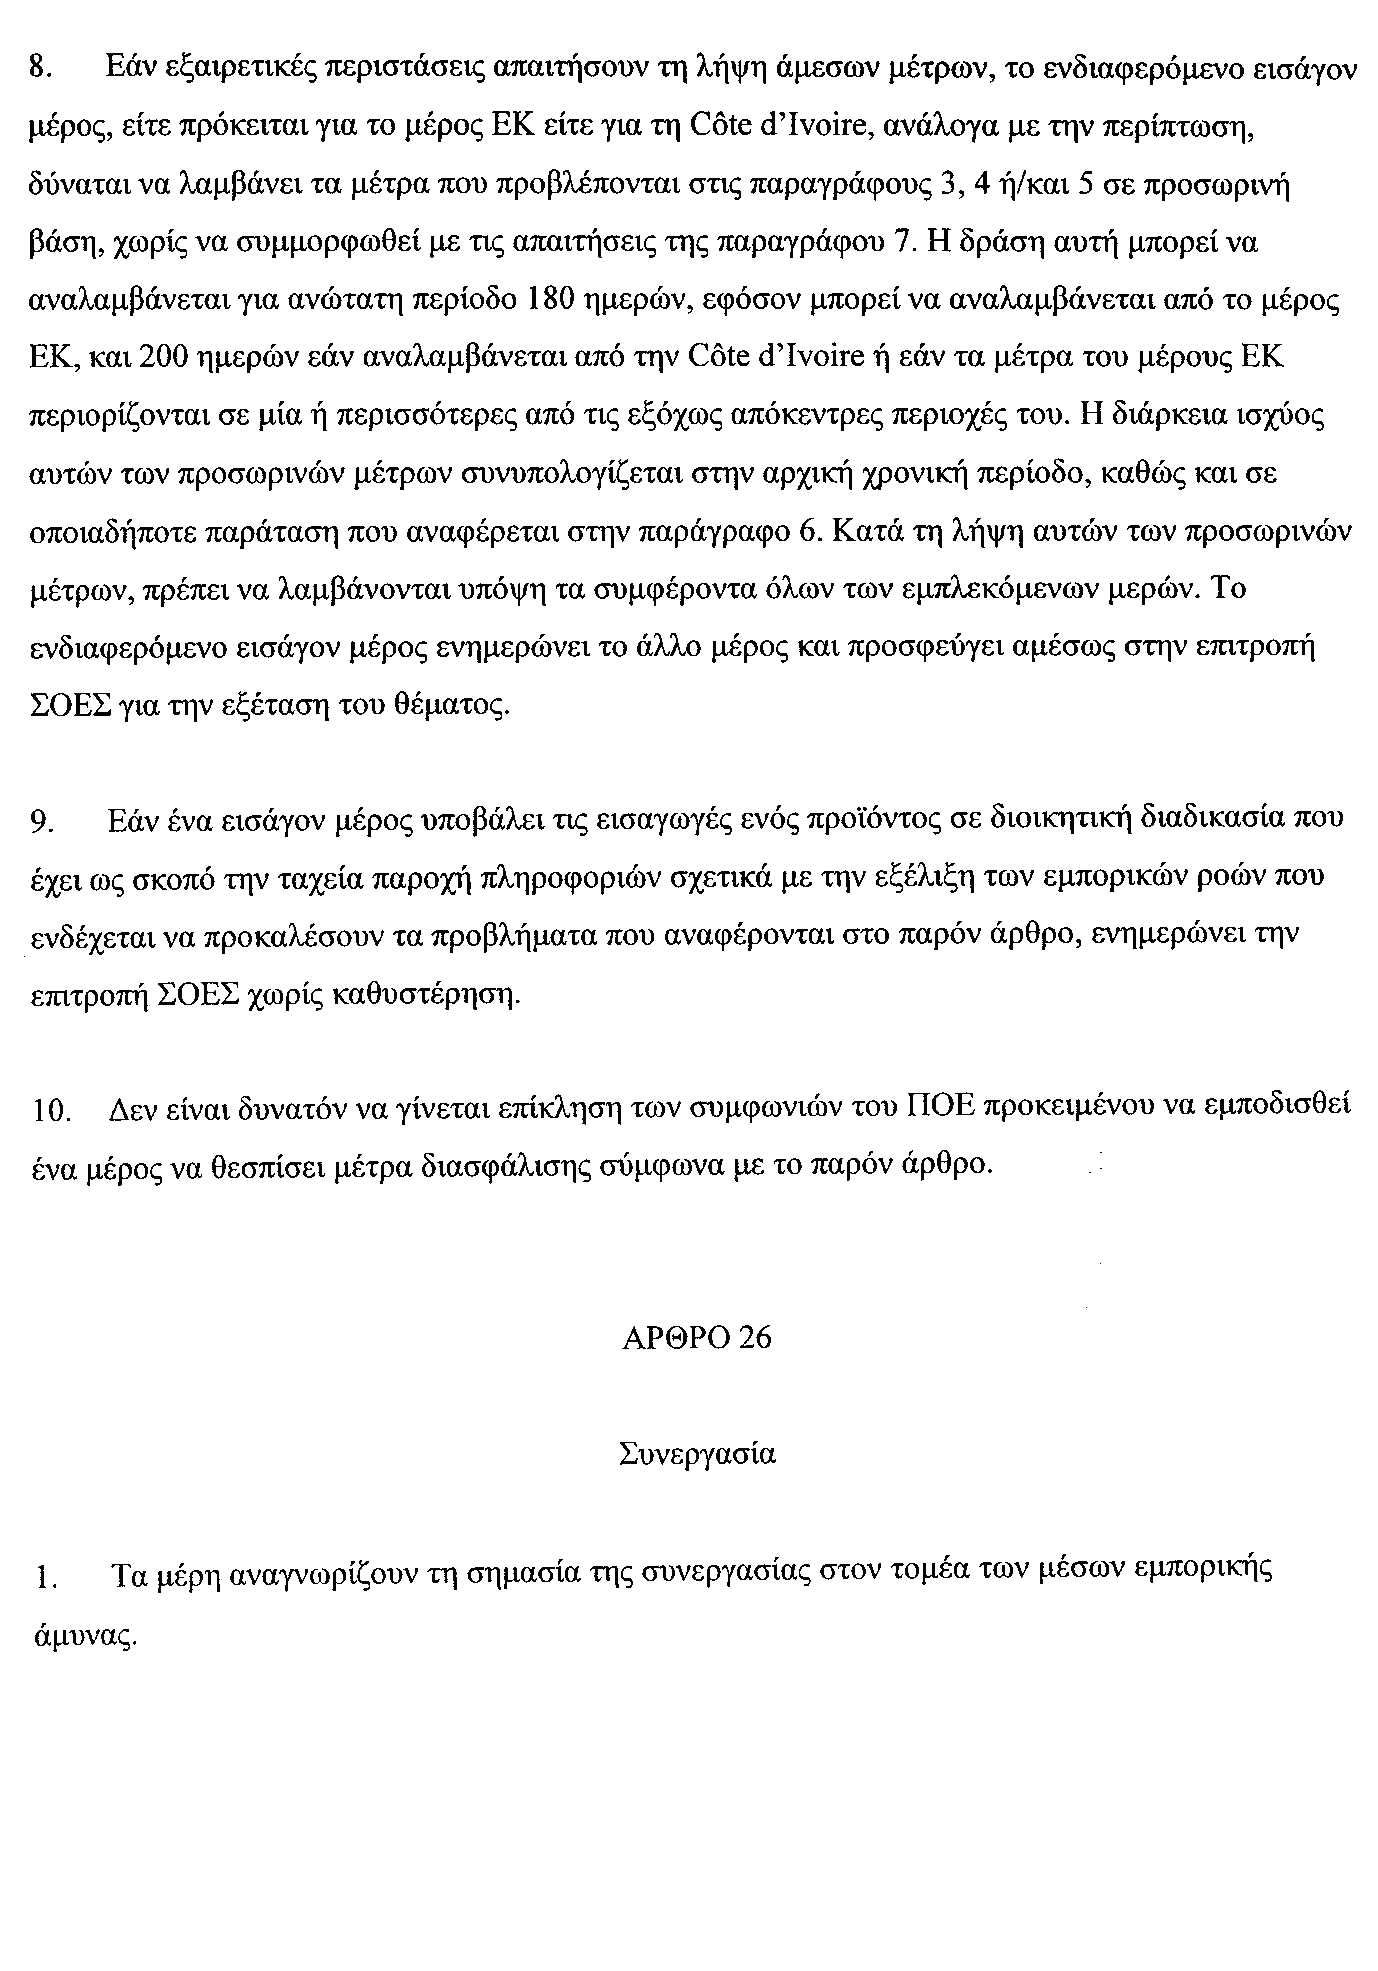 8. Εάν εξαιρετικές περιστάσεις απαιτήσουν τη λήψη άμεσων μέτρων, το ενδιαφερόμενο εισάγον
μέρος, είτε πρόκειται για το μέρος ΕΚ είτε για τη Côte d’Ivoire, ανάλογα με την περίπτωση,
δύναται να λαμβάνει τα μέτρα που προβλέπονται στις παραγράφους 3, 4 ή/και 5 σε προσωρινή
βάση, χωρίς να συμμορφωθεί με τις απαιτήσεις της παραγράφου 7. Η δράση αυτή μπορεί να
αναλαμβάνεται για ανώτατη περίοδο 180 ημερών, εφόσον μπορεί να αναλαμβάνεται από το μέρος
ΕΚ, και 200 ημερών εάν αναλαμβάνεται από την Côte d’Ivoire ή εάν τα μέτρα του μέρους ΕΚ
περιορίζονται σε μία ή περισσότερες από τις εξόχως απόκεντρες περιοχές του. Η διάρκεια ισχύος
αυτών των προσωρινών μέτρων συνυπολογίζεται στην αρχική χρονική περίοδο, καθώς και σε
οποιαδήποτε παράταση που αναφέρεται στην παράγραφο 6. Κατά τη λήψη αυτών των προσωρινών
μέτρων, πρέπει να λαμβάνονται υπόψη τα συμφέροντα όλων των εμπλεκόμενων μερών. Το
ενδιαφερόμενο εισάγον μέρος ενημερώνει το άλλο μέρος και προσφεύγει αμέσως στην επιτροπή
ΣΟΕΣ για την εξέταση του θέματος.
9. Εάν ένα εισάγον μέρος υποβάλει τις εισαγωγές ενός προϊόντος σε διοικητική διαδικασία που
έχει ως σκοπό την ταχεία παροχή πληροφοριών σχετικά με την εξέλιξη των εμπορικών ροών που
ενδέχεται να προκαλέσουν τα προβλήματα που αναφέρονται στο παρόν άρθρο, ενημερώνει την
επιτροπή ΣΟΕΣ χωρίς καθυστέρηση.
10. Δεν είναι δυνατόν να γίνεται επίκληση των συμφωνιών του ΠΟΕ προκειμένου να εμποδισθεί
ένα μέρος να θεσπίσει μέτρα διασφάλισης σύμφωνα με το παρόν άρθρο.
ΑΡΘΡΟ 26
Συνεργασία
1. Τα μέρη αναγνωρίζουν τη σημασία της συνεργασίας στον τομέα των μέσων εμπορικής
άμυνας.